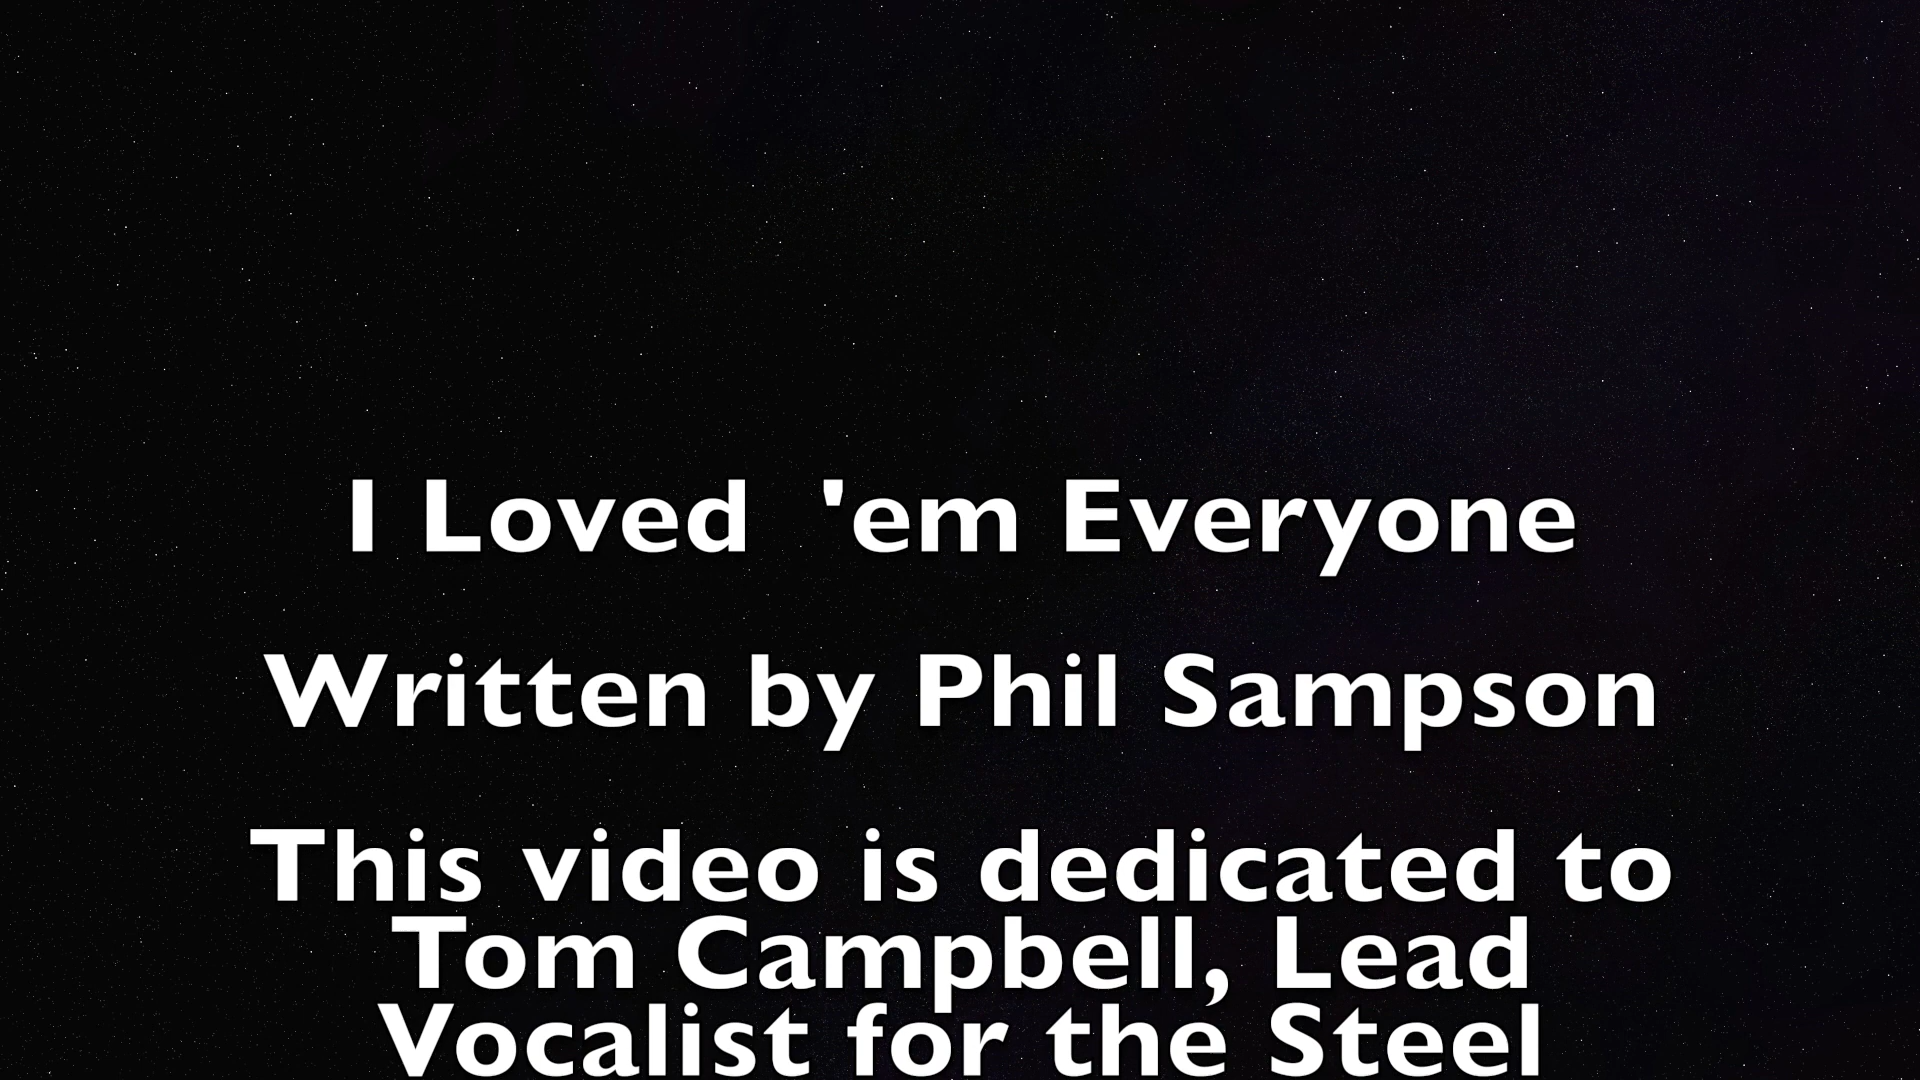 I Loved  'em Everyone
Written by Phil Sampson
This video is dedicated to
Tom Campbell, Lead
Vocalist for the Steel